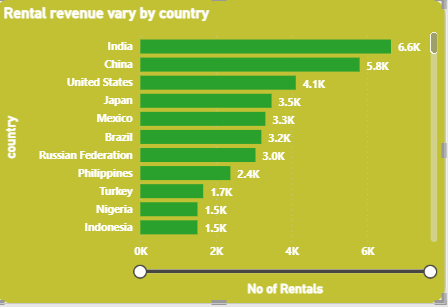 Rental revenue vary by country
India 6.6K
China 5.8K
United States 4.1K
Japan 3.5K
Mexico 3.3K
Brazil 3.2K
Russian Federation 3.0K
Philippines 2.4K
Turkey 1.7K
Nigeria 1.5K
Indonesia 1.5K
country
0K 2K 4K 6K
No of Rentals